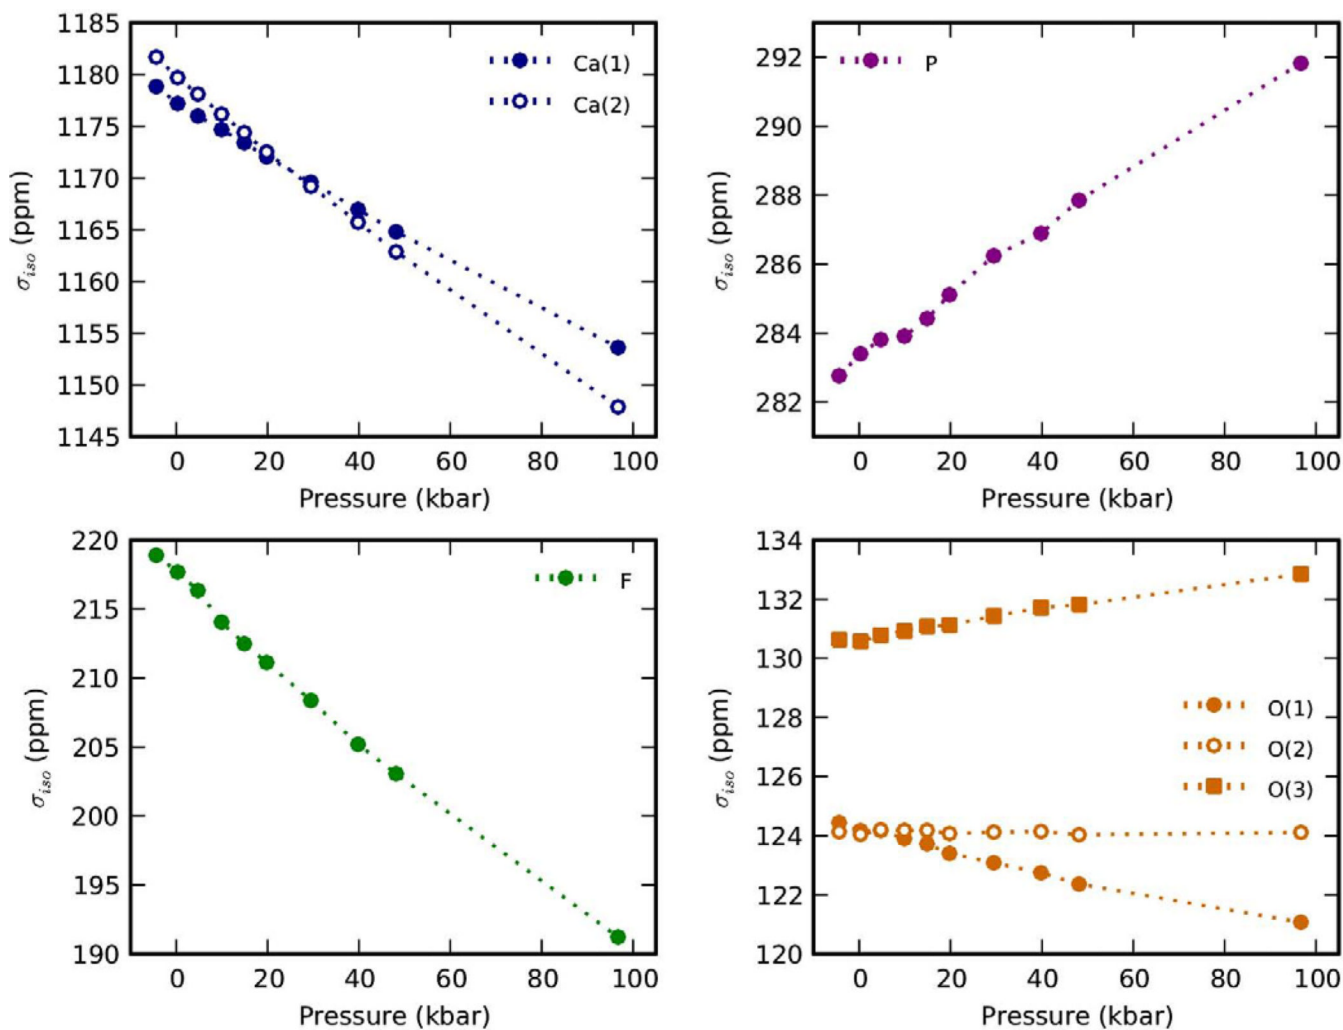 1185
1180
1175
1170
1165
1160
1155
1150
1145
σiso (ppm)
Ca(1)
Ca(2)
0 20 40 60 80 100
Pressure (kbar)
292
290
288
286
284
282
σiso (ppm)
P
0 20 40 60 80 100
Pressure (kbar)
220
215
210
205
200
195
190
σiso (ppm)
F
0 20 40 60 80 100
Pressure (kbar)
134
132
130
128
126
124
122
120
σiso (ppm)
O(1)
O(2)
O(3)
0 20 40 60 80 100
Pressure (kbar)